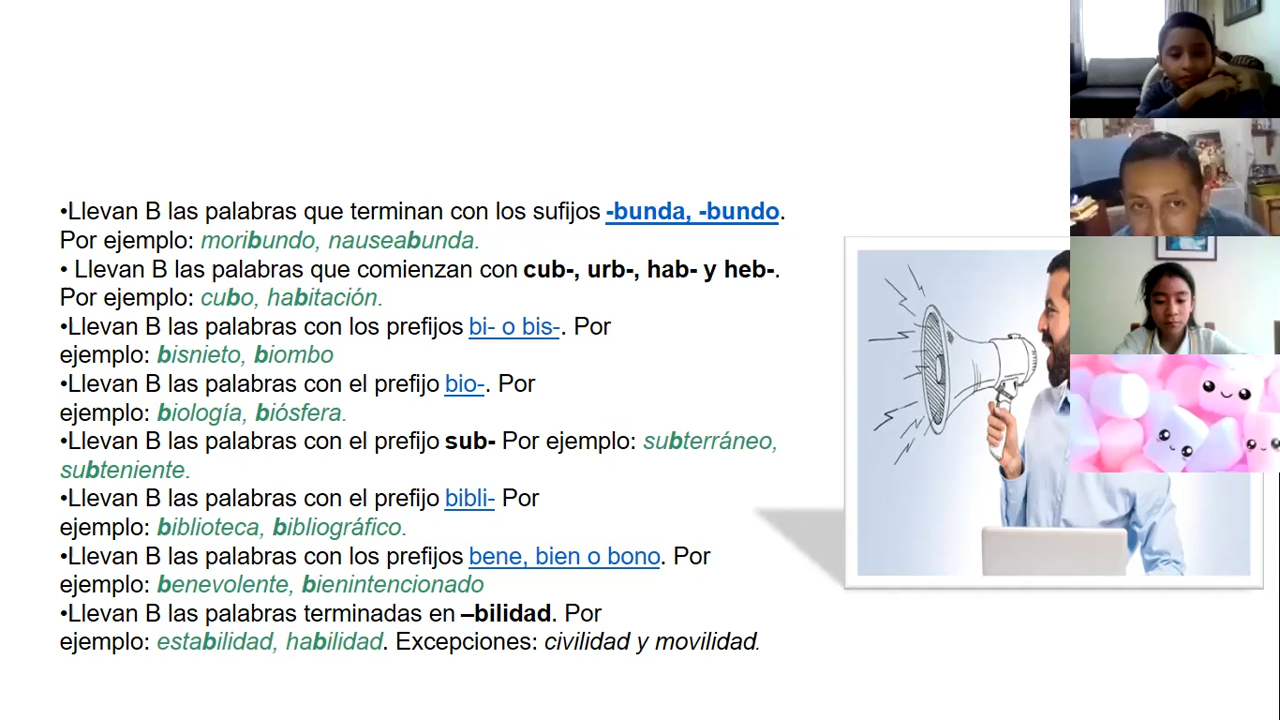 •Llevan B las palabras que terminan con los sufijos -bunda, -bundo.
Por ejemplo: moribundo, nauseabunda.
• Llevan B las palabras que comienzan con cub-, urb-, hab- y heb-.
Por ejemplo: cubo, habitación.
•Llevan B las palabras con los prefijos bi- o bis-. Por
ejemplo: bisnieto, biombo
•Llevan B las palabras con el prefijo bio-. Por
ejemplo: biología, biósfera.
•Llevan B las palabras con el prefijo sub- Por ejemplo: subterráneo,
subteniente.
•Llevan B las palabras con el prefijo bibli- Por
ejemplo: biblioteca, bibliográfico.
•Llevan B las palabras con los prefijos bene, bien o bono. Por
ejemplo: benevolente, bienintencionado
•Llevan B las palabras terminadas en –bilidad. Por
ejemplo: estabilidad, habilidad. Excepciones: civilidad y movilidad.